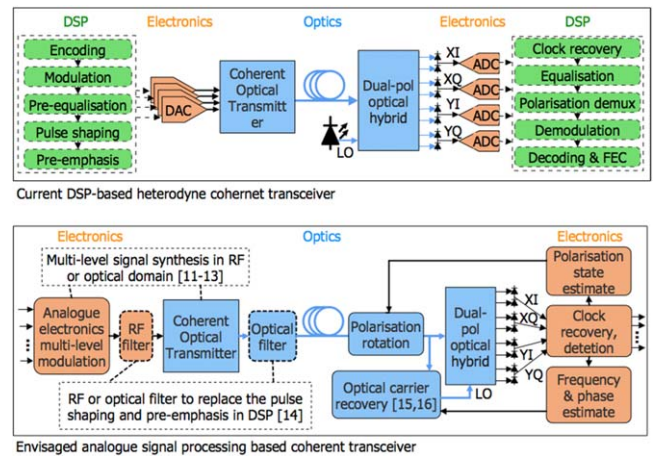 DSP
Electronics
Optics
Electronics
DSP
Encoding
Modulation
Pre-equalisation
Pulse shaping
Pre-emphasis
DAC
Coherent
Optical
Transmitt
er
LO
Dual-pol
optical
hybrid
XI
XQ
YI
YQ
ADC
ADC
ADC
ADC
Clock recovery
Equalisation
Polarisation demux
Demodulation
Decoding & FEC
Current DSP-based heterodyne cohernet transceiver
Electronics
Optics
Electronics
Multi-level signal synthesis in RF
or optical domain [11-13]
Analogue
electronics
multi-level
modulation
RF
filter
Coherent
Optical
Transmitter
Optical
filter
RF or optical filter to replace the pulse
shaping and pre-emphasis in DSP [14]
Polarisation
rotation
Optical carrier
recovery [15,16]
LO
Dual-
pol
optical
hybrid
XI
XQ
YI
YQ
Polarisation
state
estimate
Clock
recovery,
detetion
Frequency
& phase
estimate
Envisaged analogue signal processing based coherent transceiver